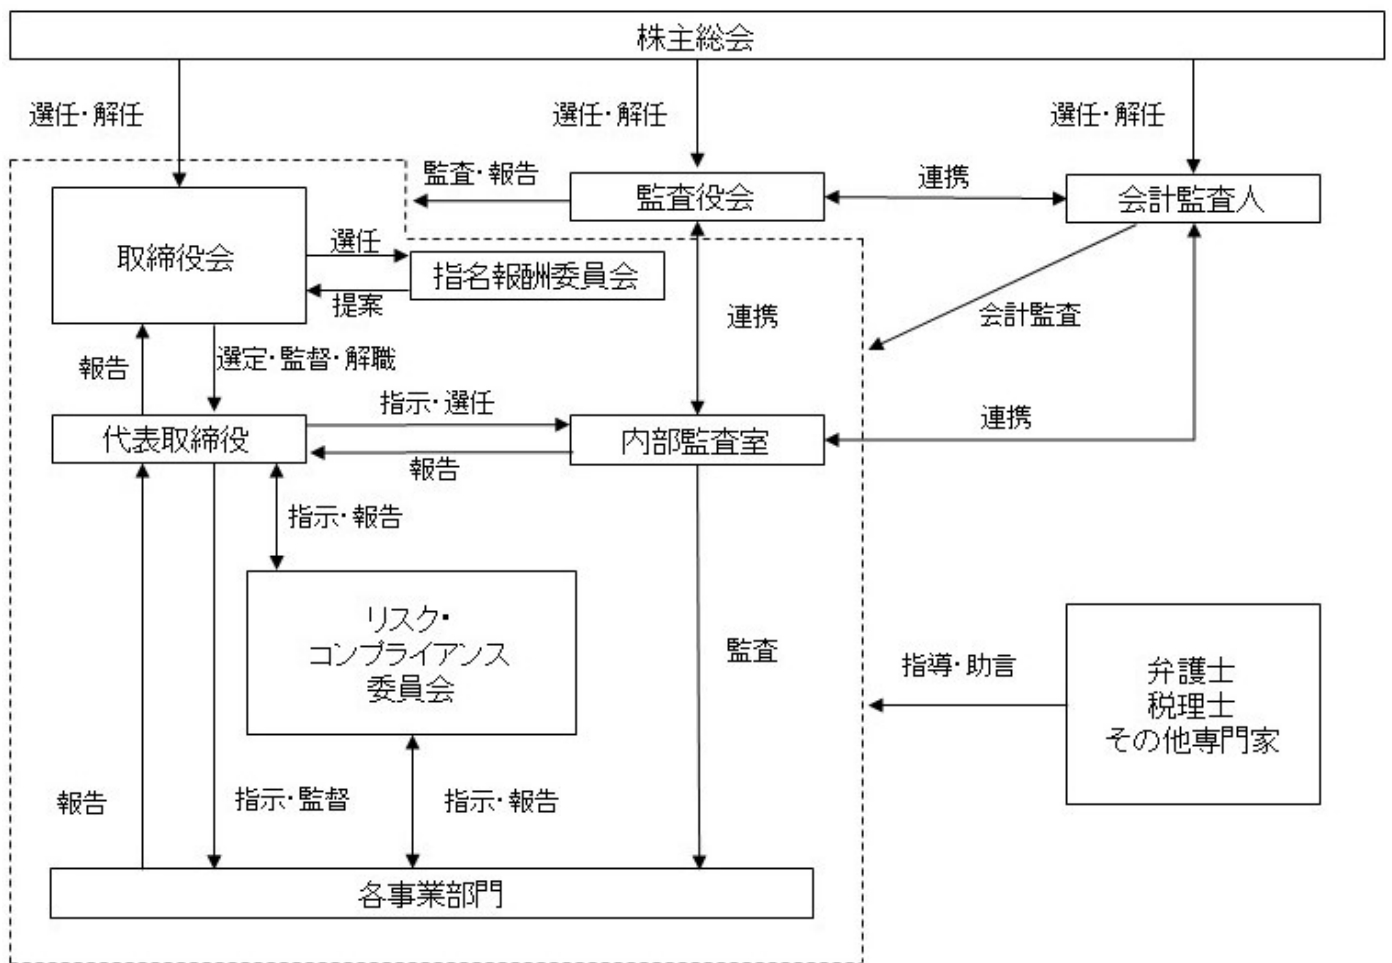 株主総会
選任・解任
選任・解任
選任・解任
監査・報告
監査役会
連携
会計監査人
取締役会
選任
指名報酬委員会
提案
連携
会計監査
報告
選定・監督・解職
指示・選任
代表取締役
内部監査室
連携
報告
指示・報告
リスク・
コンプライアンス
委員会
監査
指導・助言
弁護士
税理士
その他専門家
報告
指示・監督
指示・報告
各事業部門